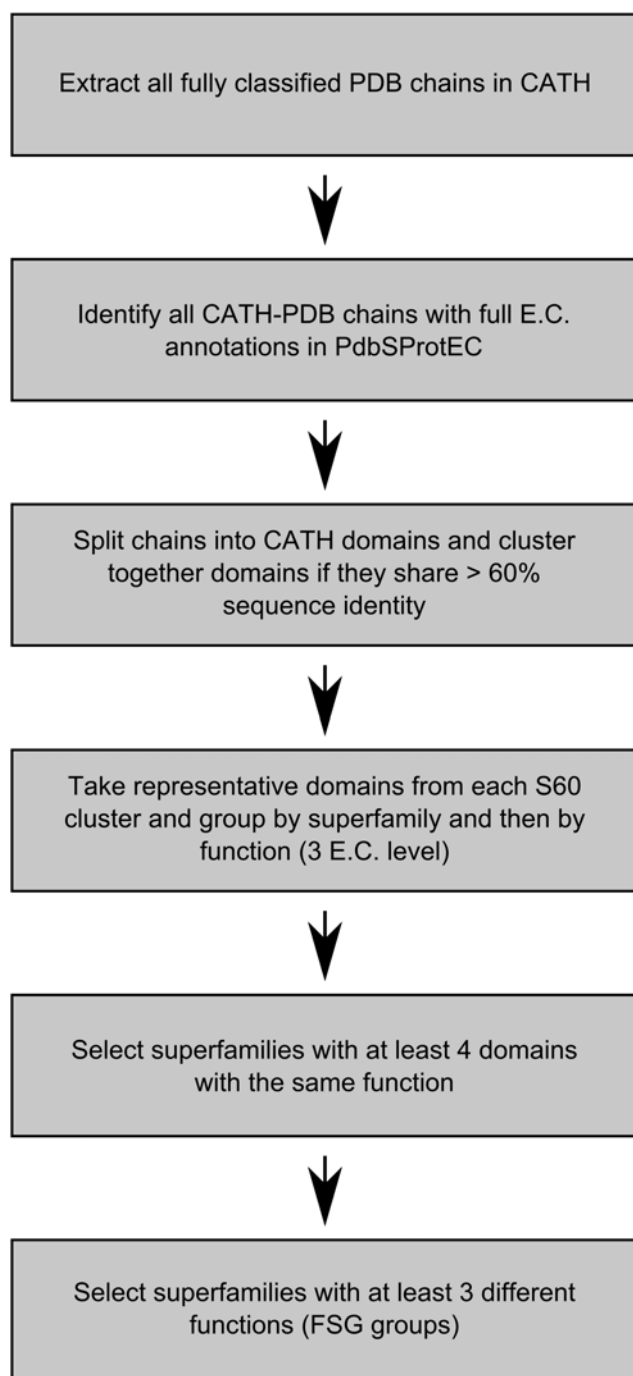 Extract all fully classified PDB chains in CATH
Identify all CATH-PDB chains with full E.C.
annotations in PdbSProtEC
Split chains into CATH domains and cluster
together domains if they share > 60%
sequence identity
Take representative domains from each S60
cluster and group by superfamily and then by
function (3 E.C. level)
Select superfamilies with at least 4 domains
with the same function
Select superfamilies with at least 3 different
functions (FSG groups)